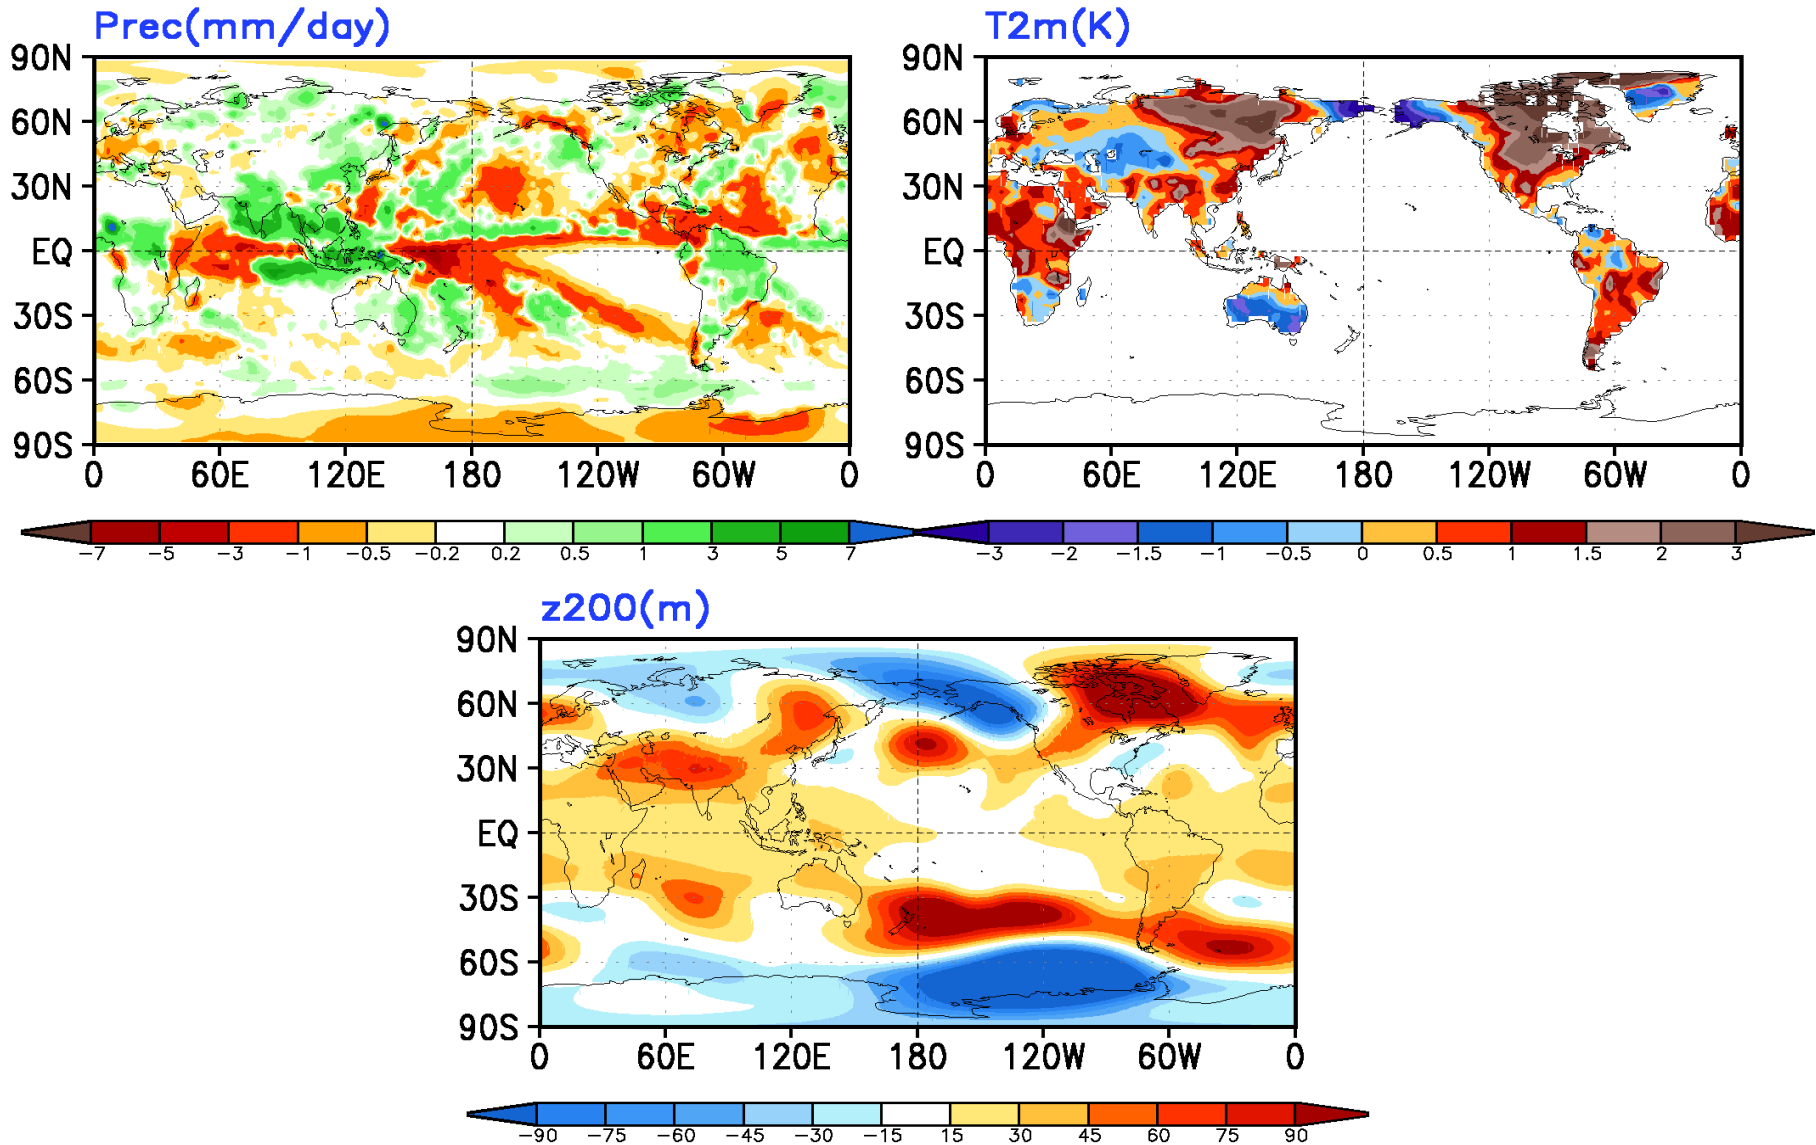 Prec(mm/day)
90N
60N
30N
EQ
30S
60S
90S
0 60E 120E 180 120W 60W 0
-7 -5 -3 -1 -0.5 -0.2 0.2 0.5 1 3 5 7
T2m(K)
90N
60N
30N
EQ
30S
60S
90S
0 60E 120E 180 120W 60W 0
-3 -2 -1.5 -1 -0.5 0 0.5 1 1.5 2 3
z200(m)
90N
60N
30N
EQ
30S
60S
90S
0 60E 120E 180 120W 60W 0
-90 -75 -60 -45 -30 -15 15 30 45 60 75 90